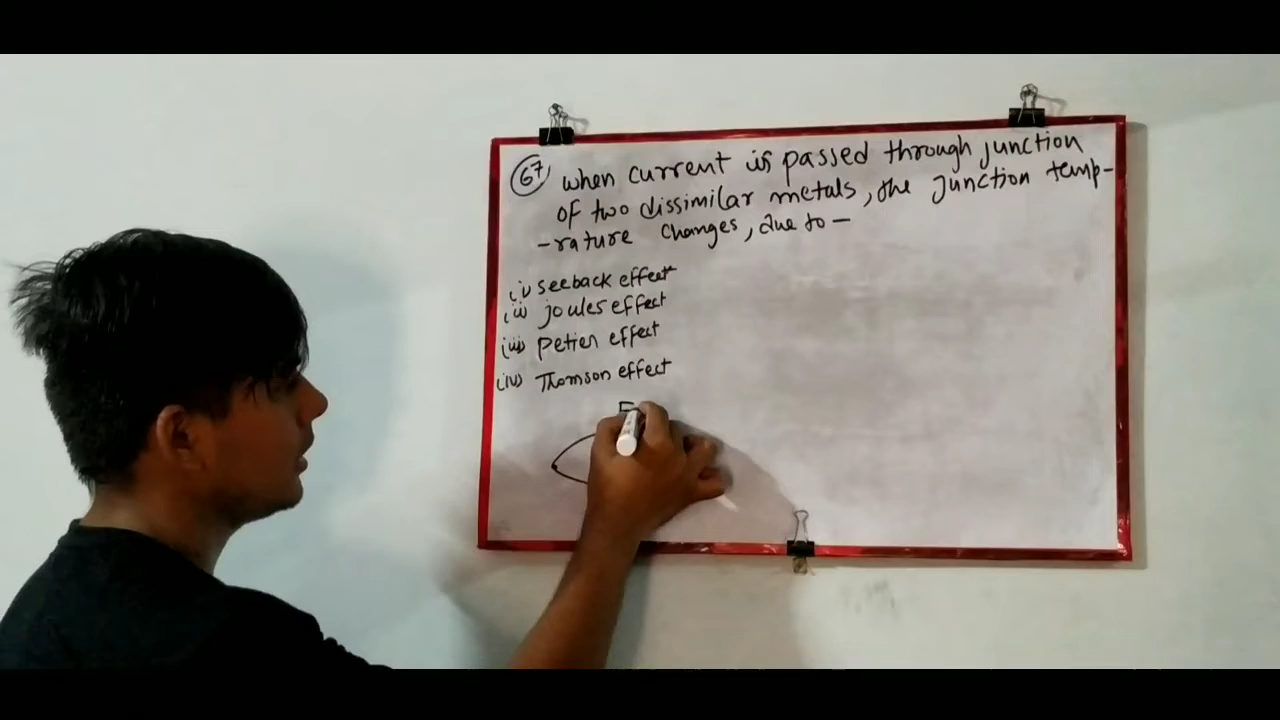 67 when current is passed through junction
of two dissimilar metals, the junction temp-
-rature changes, due to -
(i) seeback effect
(ii) joules effect
(iii) Petier effect
(iv) Thomson effect